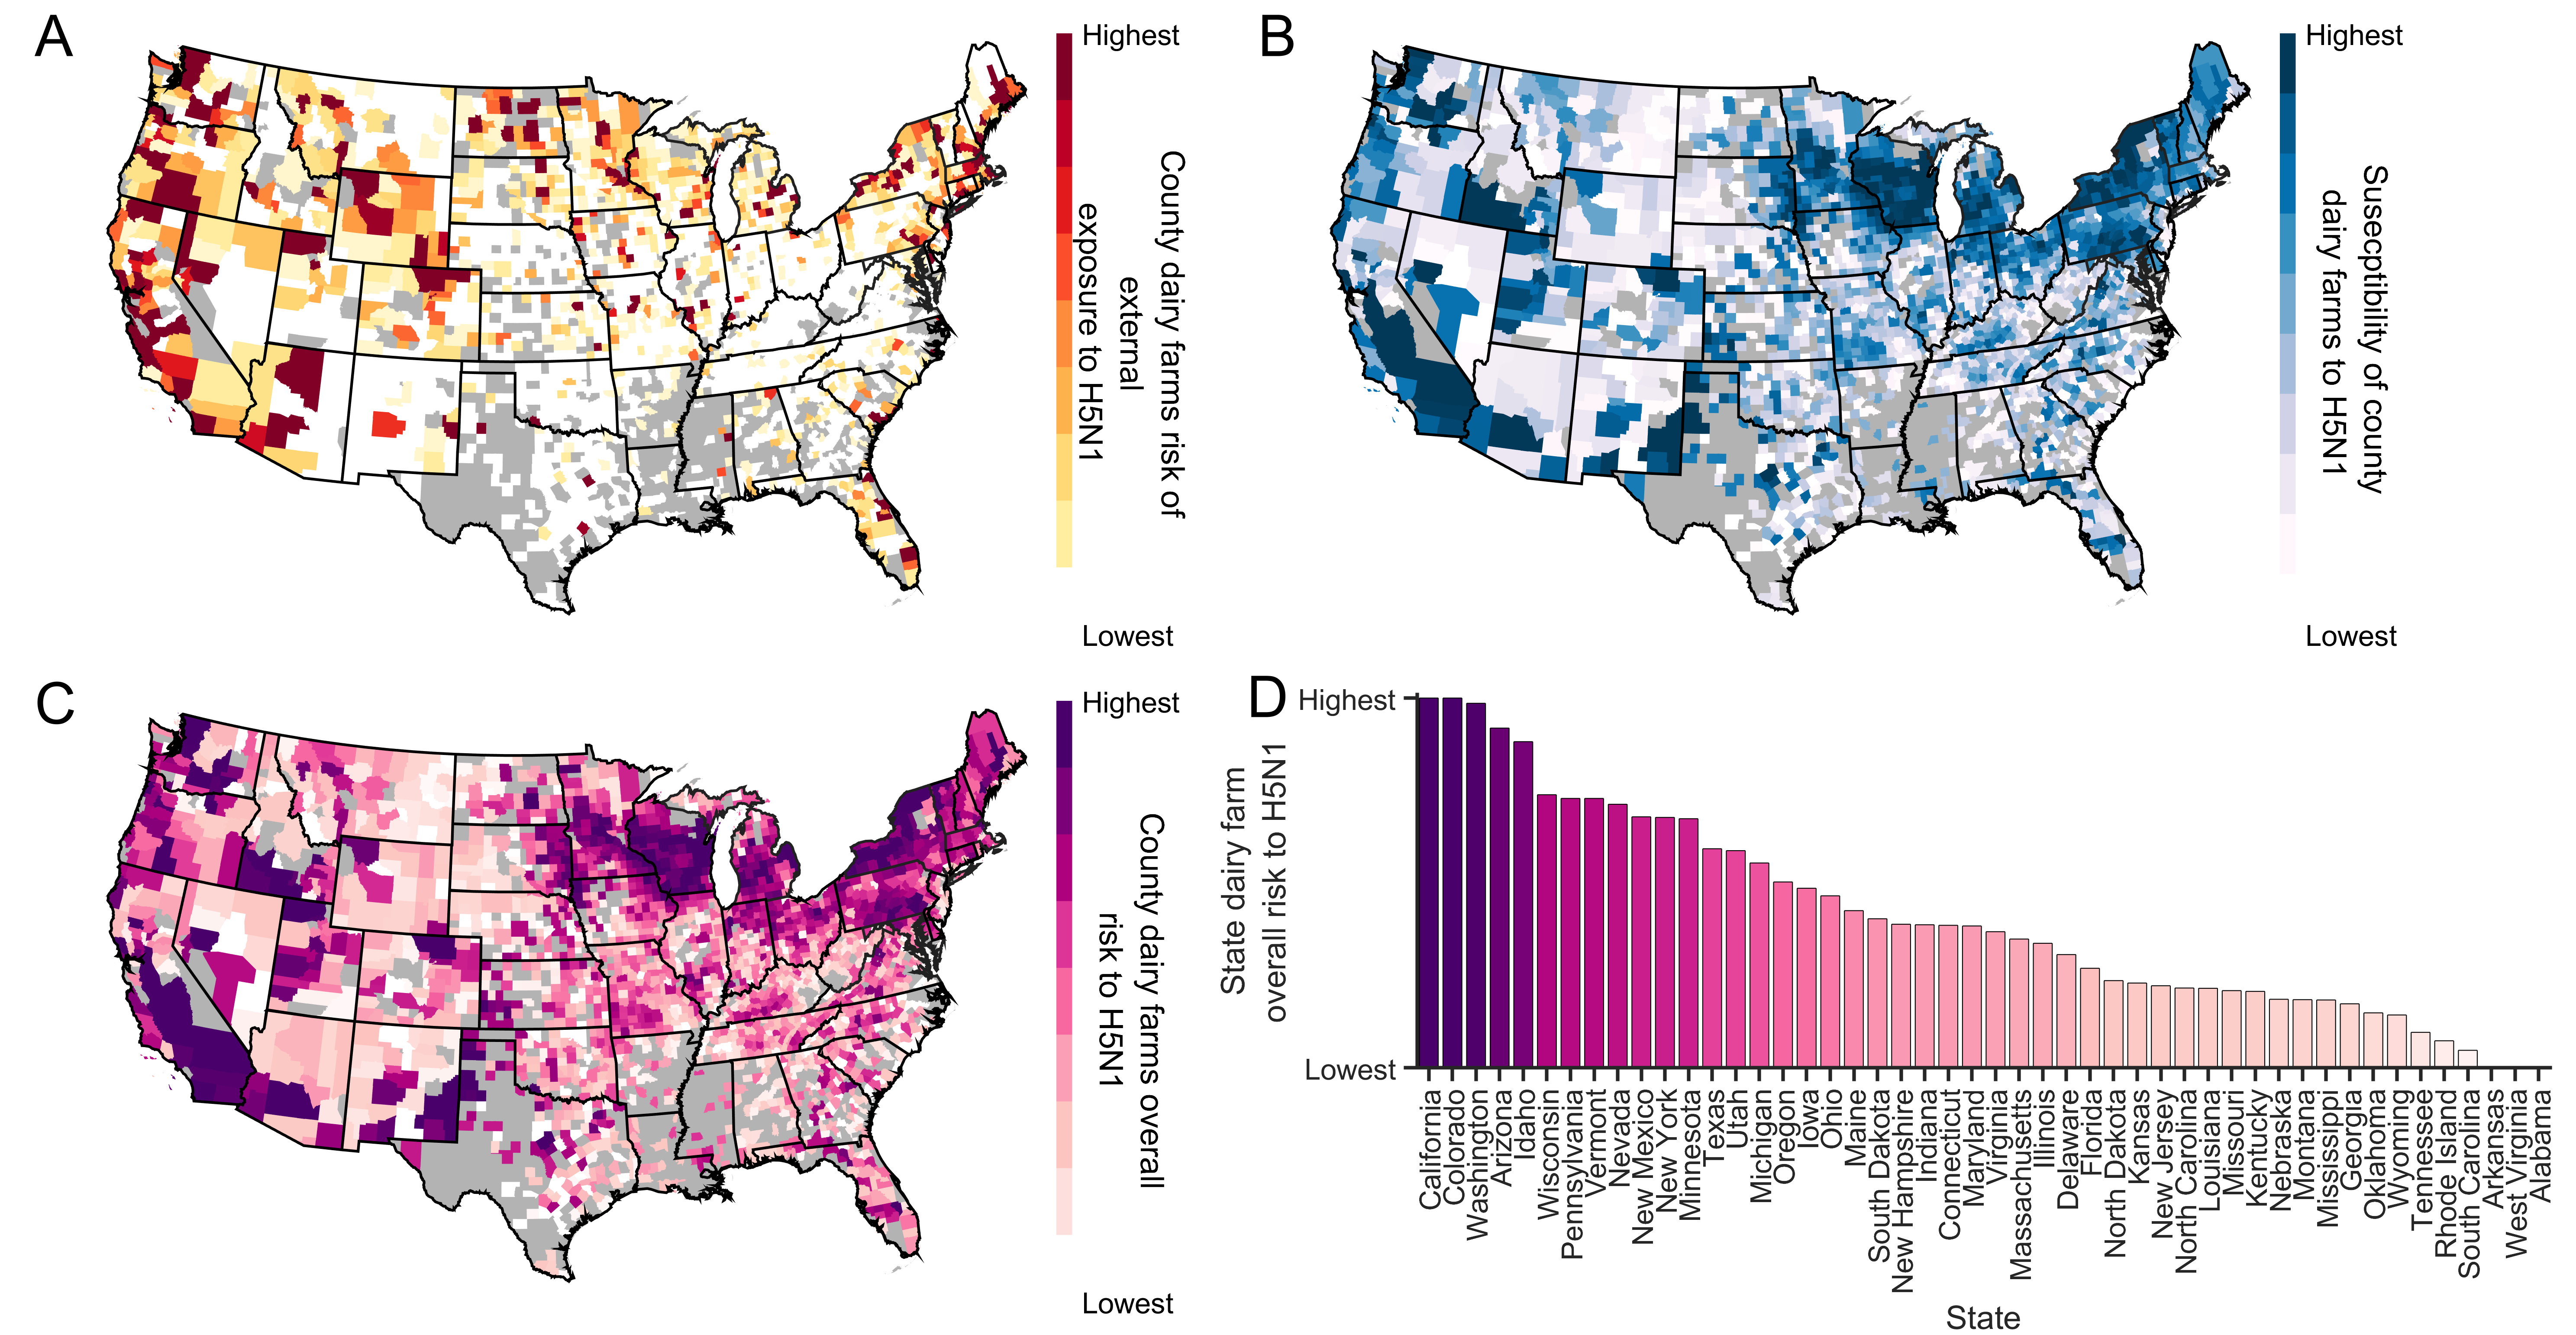 A
Highest
County dairy farms risk of
external
exposure to H5N1
Lowest
B
Highest
Susecptibility of county
dairy farms to H5N1
Lowest
C
Highest
County dairy farms overall
risk to H5N1
Lowest
D
Highest
State dairy farm
overall risk to H5N1
Lowest
California
Colorado
Washington
Arizona
Idaho
Wisconsin
Pennsylvania
Vermont
Nevada
New Mexico
New York
Minnesota
Texas
Utah
Michigan
Oregon
Iowa
Ohio
Maine
South Dakota
New Hampshire
Indiana
Connecticut
Maryland
Virginia
Massachusetts
Illinois
Delaware
Florida
North Dakota
Kansas
New Jersey
North Carolina
Louisiana
Missouri
Kentucky
Nebraska
Montana
Mississippi
Georgia
Oklahoma
Wyoming
Tennessee
Rhode Island
South Carolina
Arkansas
West Virginia
Alabama
State